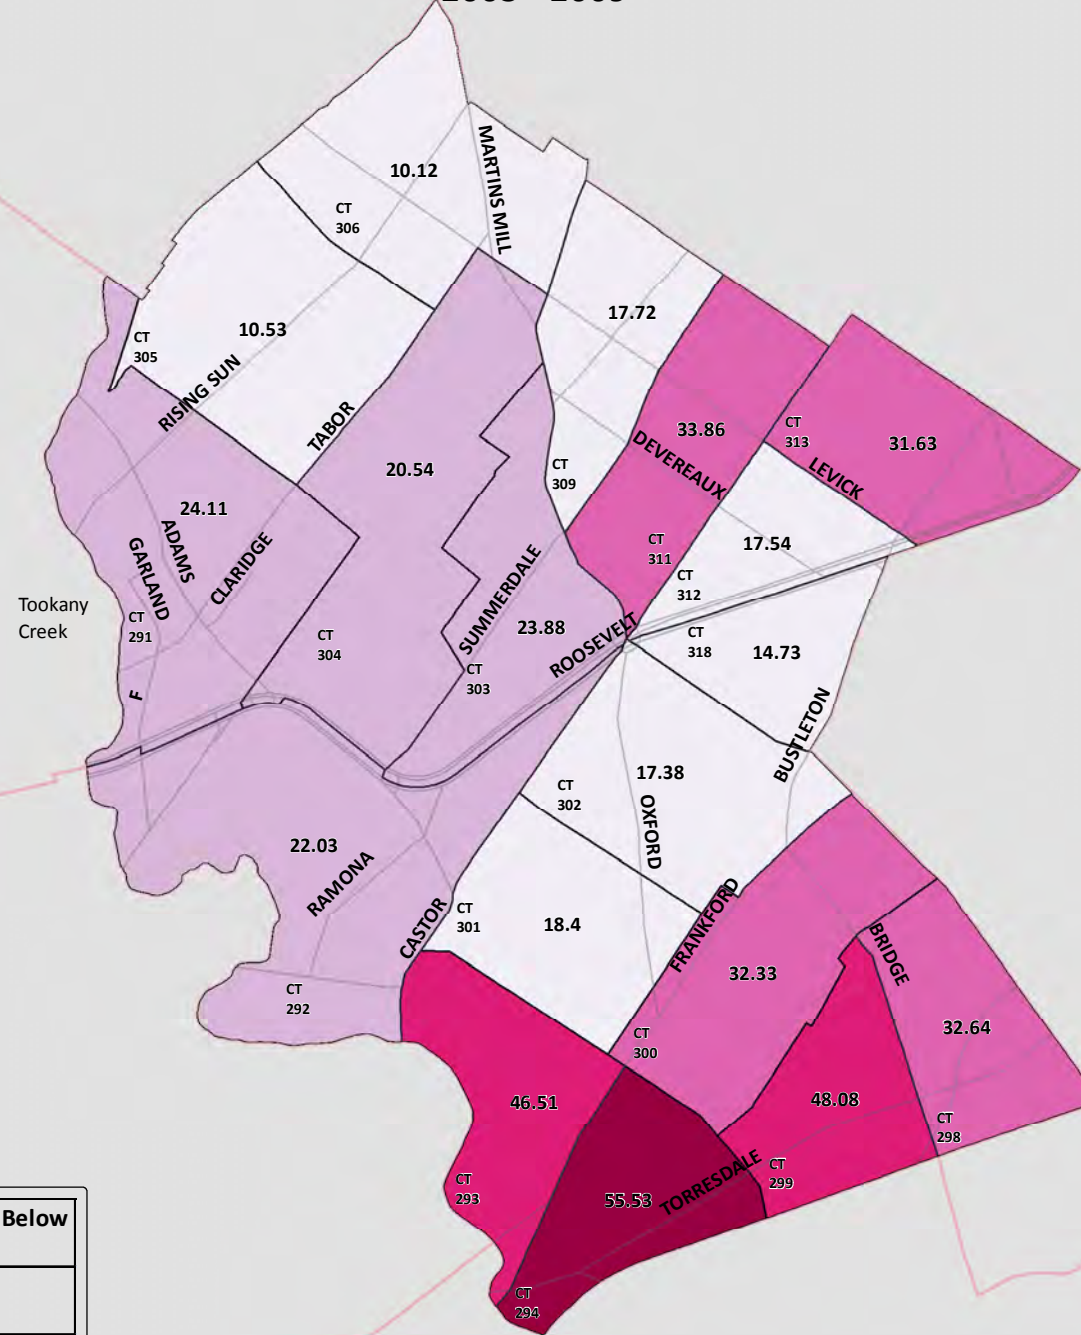 MARTINS MILL
10.12
CT
306
17.72
10.53
CT
305
RISING SUN
TABOR
33.86
CT
313
31.63
DEVEREAUX
LEVICK
20.54
CT
309
24.11
ADAMS
GARLAND
CLARIDGE
17.54
CT
311
CT
312
SUMMERDALE
Tookany
Creek
CT
291
CT
304
23.88
ROOSEVELT
CT
318
14.73
CT
303
F
BUSTLETON
17.38
CT
302
OXFORD
22.03
RAMONA
CASTOR
CT
301
18.4
FRANKFORD
BRIDGE
32.33
CT
292
32.64
CT
300
46.51
48.08
CT
298
CT
293
55.53
TORRESDALE
CT
299
Below
CT
294